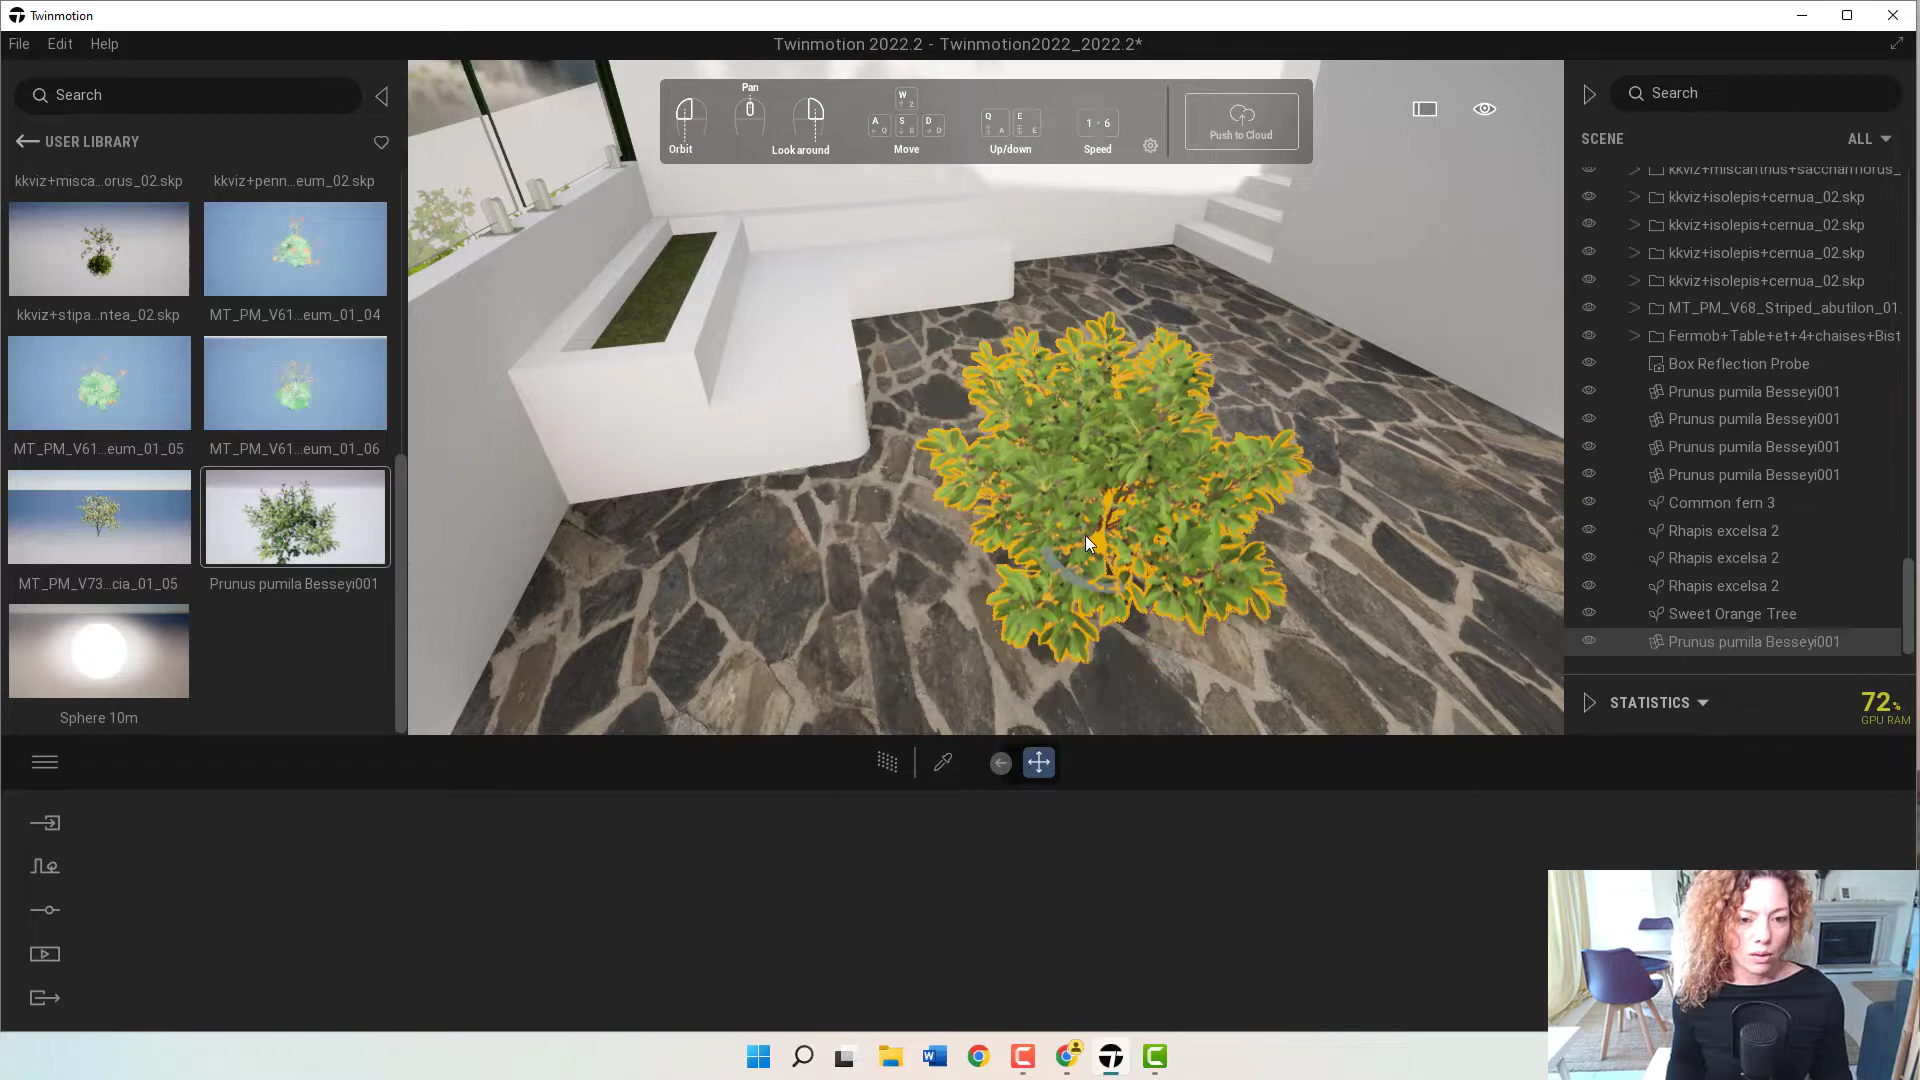 Twinmotion
File Edit Help
Twinmotion 2022.2 - Twinmotion2022_2022.2*
Search
USER LIBRARY
kkviz+misca...orus_02.skp
kkviz+penn...eum_02.skp
kkviz+stipa...ntea_02.skp
MT_PM_V61...eum_01_04
MT_PM_V61...eum_01_05
MT_PM_V61...eum_01_06
MT_PM_V73...cia_01_05
Prunus pumila Besseyi001
Sphere 10m
Pan
Orbit
Look around
W
Z
A
Q
S
S
D
D
Move
Q
A
E
E
Up/down
1 - 6
Speed
Push to Cloud
Search
SCENE
ALL
kkviz+miscanthus+sacchariflorus_
kkviz+isolepis+cernua_02.skp
kkviz+isolepis+cernua_02.skp
kkviz+isolepis+cernua_02.skp
kkviz+isolepis+cernua_02.skp
MT_PM_V68_Striped_abutilon_01.
Fermob+Table+et+4+chaises+Bist
Box Reflection Probe
Prunus pumila Besseyi001
Prunus pumila Besseyi001
Prunus pumila Besseyi001
Prunus pumila Besseyi001
Common fern 3
Rhapis excelsa 2
Rhapis excelsa 2
Rhapis excelsa 2
Sweet Orange Tree
Prunus pumila Besseyi001
STATISTICS
72%
GPU RAM